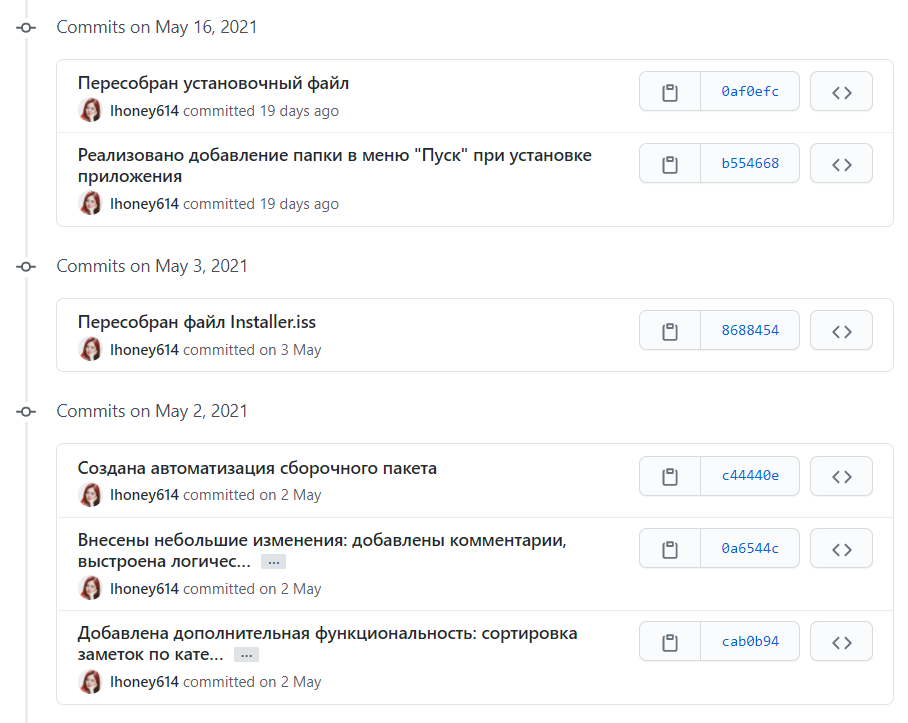 Commits on May 16, 2021
Пересобран установочный файл
0af0efc
lhoney614 committed 19 days ago
Реализовано добавление папки в меню "Пуск" при установке
приложения
b554668
lhoney614 committed 19 days ago
Commits on May 3, 2021
Пересобран файл Installer.iss
8688454
lhoney614 committed on 3 May
Commits on May 2, 2021
Создана автоматизация сборочного пакета
c44440e
lhoney614 committed on 2 May
Внесены небольшие изменения: добавлены комментарии,
выстроена логичес... ...
0a6544c
lhoney614 committed on 2 May
Добавлена дополнительная функциональность: сортировка
заметок по кате... ...
cab0b94
lhoney614 committed on 2 May